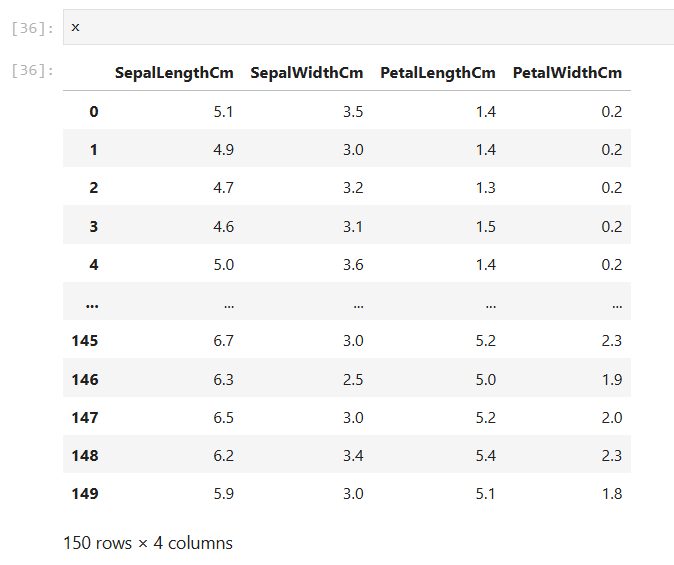 [36]: x
[36]: SepalLengthCm SepalWidthCm PetalLengthCm PetalWidthCm
0 5.1 3.5 1.4 0.2
1 4.9 3.0 1.4 0.2
2 4.7 3.2 1.3 0.2
3 4.6 3.1 1.5 0.2
4 5.0 3.6 1.4 0.2
... ... ... ... ...
145 6.7 3.0 5.2 2.3
146 6.3 2.5 5.0 1.9
147 6.5 3.0 5.2 2.0
148 6.2 3.4 5.4 2.3
149 5.9 3.0 5.1 1.8
150 rows × 4 columns